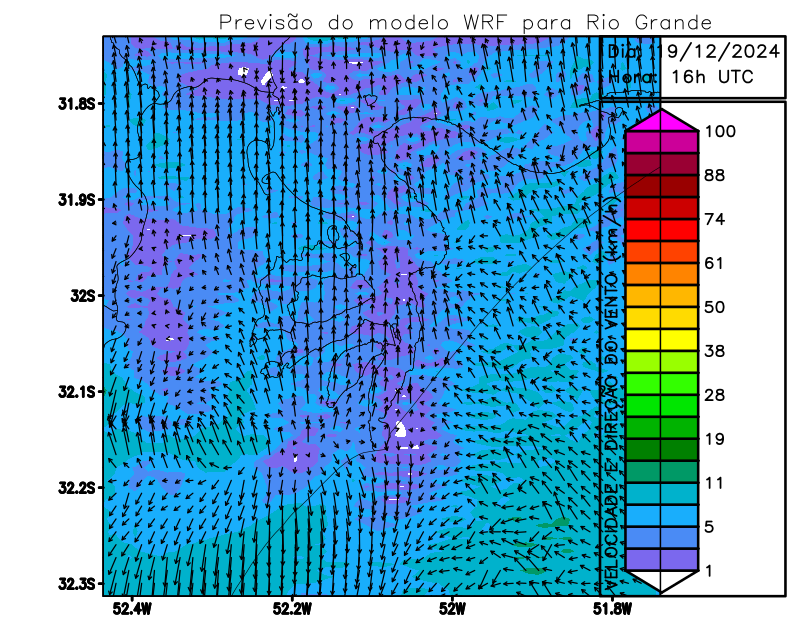 Previsão do modelo WRF para Rio Grande
Dia: 9/12/2024
Hora: 16h UTC
31.8S
31.9S
32S
32.1S
32.2S
32.3S
52.4W
52.2W
52W
51.8W
VELOCIDADE E DIREÇÃO DO VENTO (km/h)
100
88
74
61
50
38
28
19
11
5
1